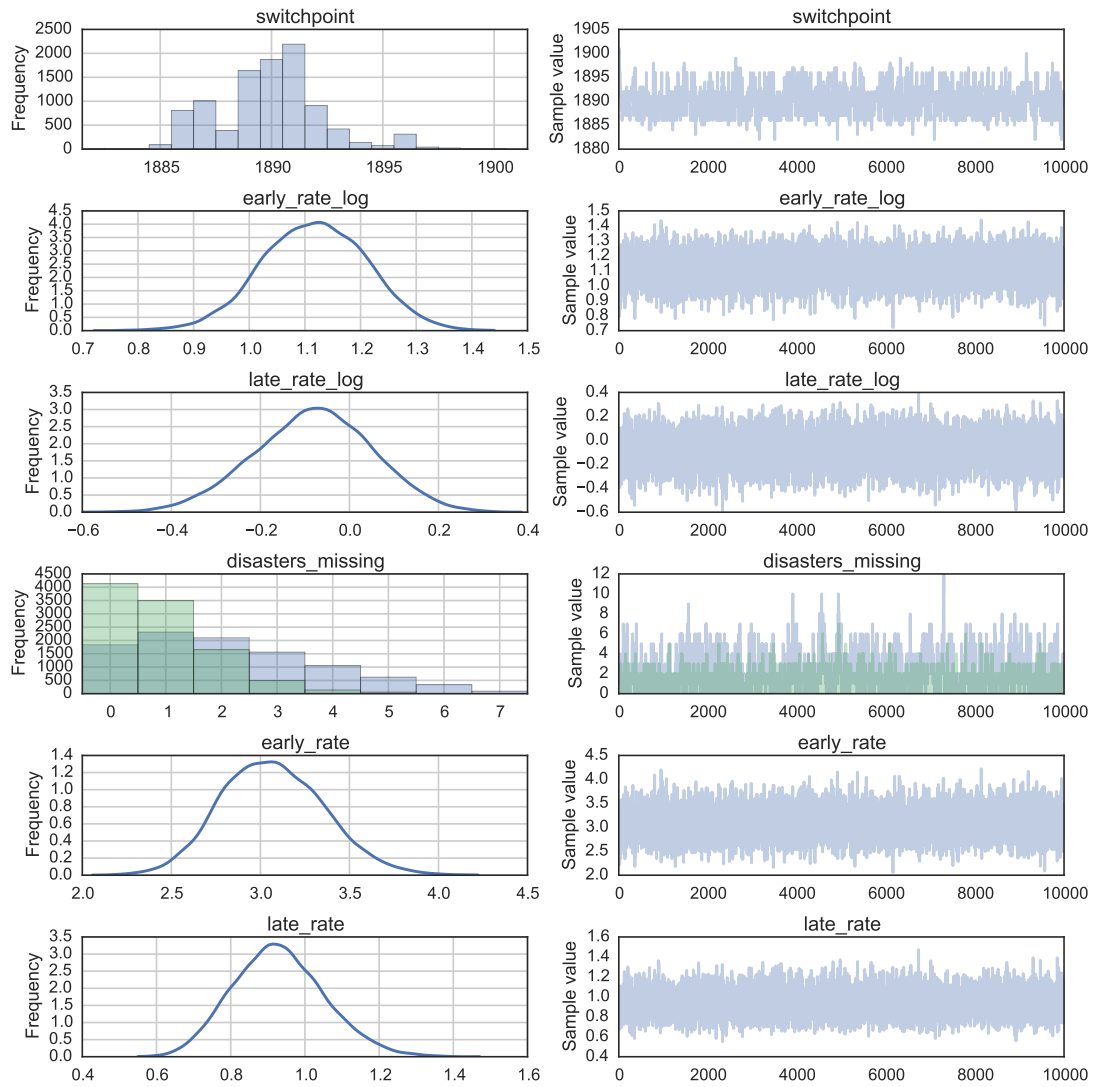 switchpoint
Frequency
2500
2000
1500
1000
500
0
1885 1890 1895 1900
switchpoint
Sample value
1905
1900
1895
1890
1885
1880
0 2000 4000 6000 8000 10000
early_rate_log
Frequency
4.5
4.0
3.5
3.0
2.5
2.0
1.5
1.0
0.5
0.0
0.7 0.8 0.9 1.0 1.1 1.2 1.3 1.4 1.5
early_rate_log
Sample value
1.5
1.4
1.3
1.2
1.1
1.0
0.9
0.8
0.7
0 2000 4000 6000 8000 10000
late_rate_log
Frequency
3.5
3.0
2.5
2.0
1.5
1.0
0.5
0.0
−0.6 −0.4 −0.2 0.0 0.2 0.4
late_rate_log
Sample value
0.4
0.2
0.0
−0.2
−0.4
−0.6
0 2000 4000 6000 8000 10000
disasters_missing
Frequency
4500
4000
3500
3000
2500
2000
1500
1000
500
0
0 1 2 3 4 5 6 7
disasters_missing
Sample value
12
10
8
6
4
2
0
0 2000 4000 6000 8000 10000
early_rate
Frequency
1.4
1.2
1.0
0.8
0.6
0.4
0.2
0.0
2.0 2.5 3.0 3.5 4.0 4.5
early_rate
Sample value
4.5
4.0
3.5
3.0
2.5
2.0
0 2000 4000 6000 8000 10000
late_rate
Frequency
3.5
3.0
2.5
2.0
1.5
1.0
0.5
0.0
0.4 0.6 0.8 1.0 1.2 1.4 1.6
late_rate
Sample value
1.6
1.4
1.2
1.0
0.8
0.6
0.4
0 2000 4000 6000 8000 10000